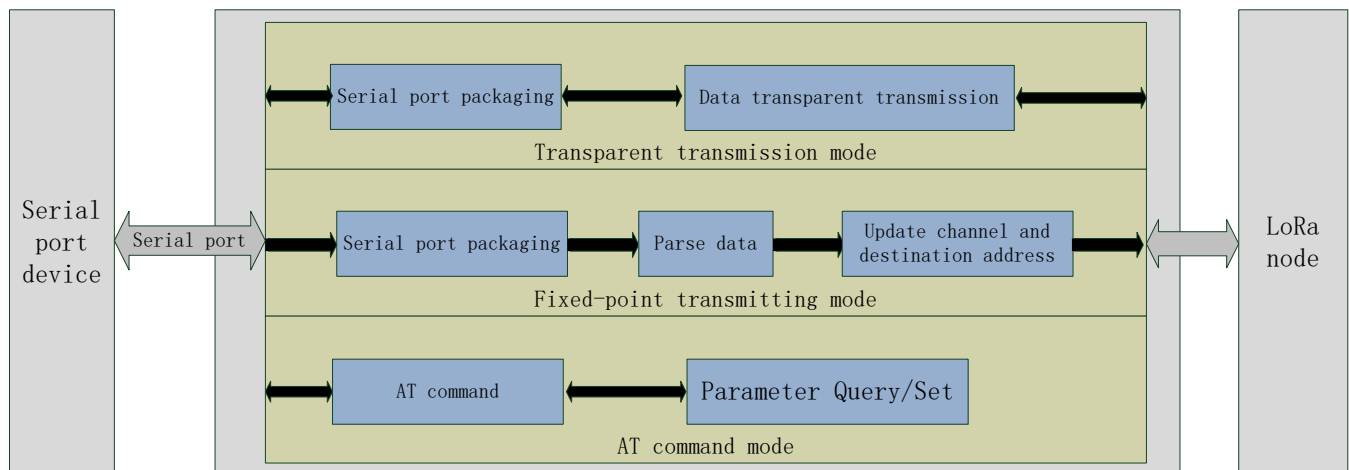 Serial
port
device
Serial port
Serial port packaging
Data transparent transmission
Transparent transmission mode
Serial port packaging
Parse data
Update channel and
destination address
Fixed-point transmitting mode
AT command
Parameter Query/Set
AT command mode
LoRa
node